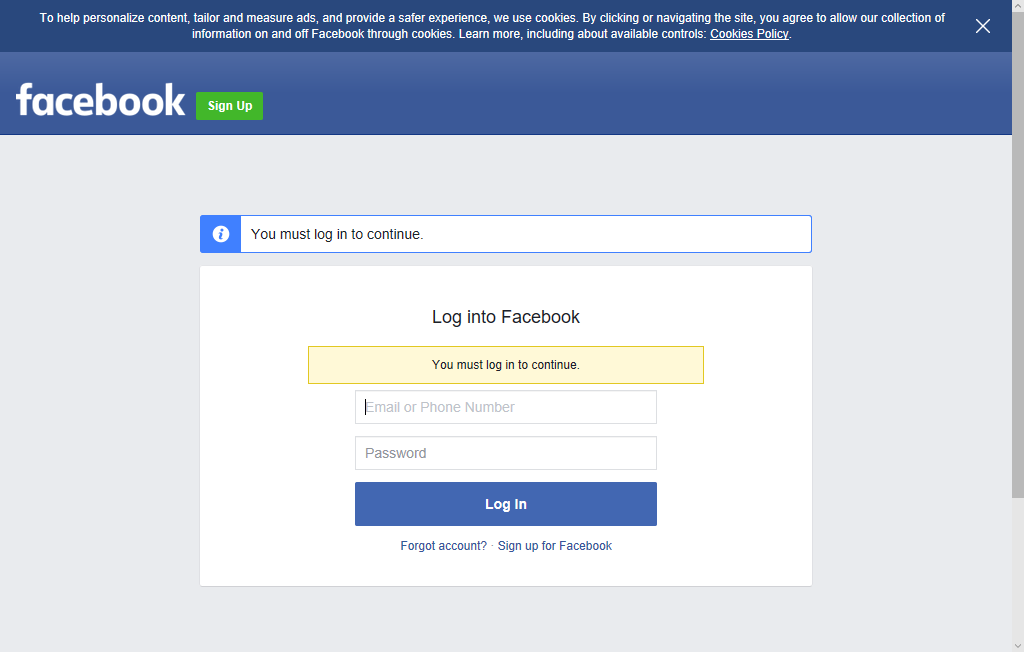 To help personalize content, tailor and measure ads, and provide a safer experience, we use cookies. By clicking or navigating the site, you agree to allow our collection of
information on and off Facebook through cookies. Learn more, including about available controls: Cookies Policy.
facebook
Sign Up
You must log in to continue.
Log into Facebook
You must log in to continue.
Email or Phone Number
Password
Log In
Forgot account? · Sign up for Facebook